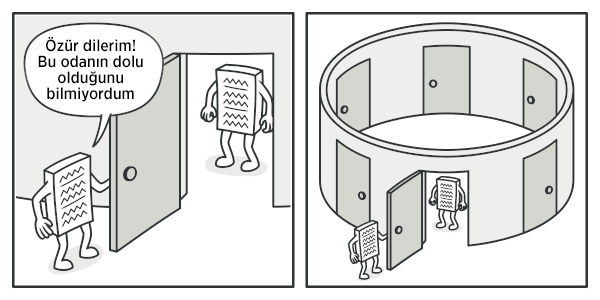 Özür dilerim!
Bu odanın dolu
olduğunu
bilmiyordum